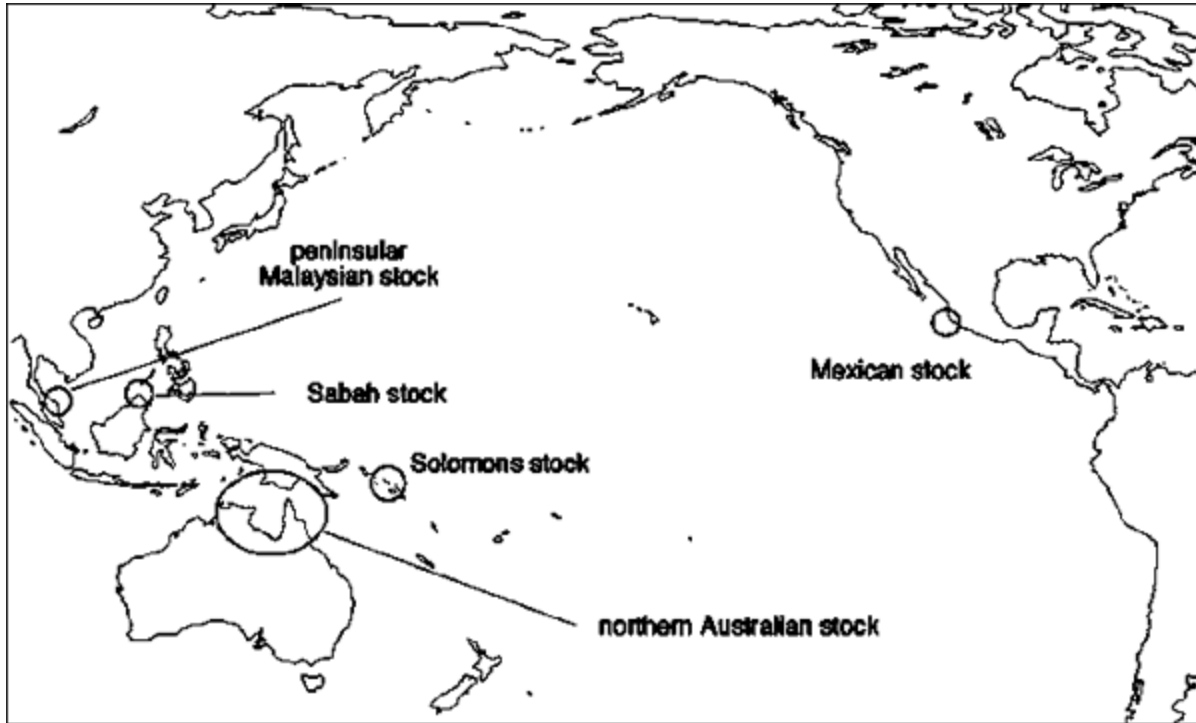 peninsular
Malaysian stock
Sabah stock
Mexican stock
Solomons stock
northern Australian stock